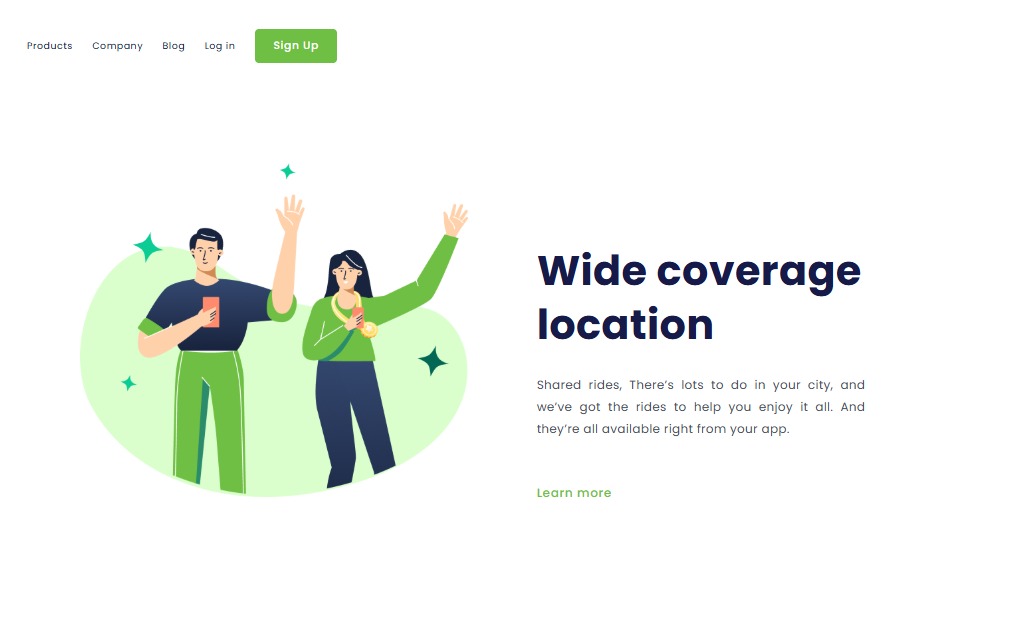 Products Company Blog Log in Sign Up
Wide coverage
location
Shared rides, There’s lots to do in your city, and
we’ve got the rides to help you enjoy it all. And
they’re all available right from your app.
Learn more